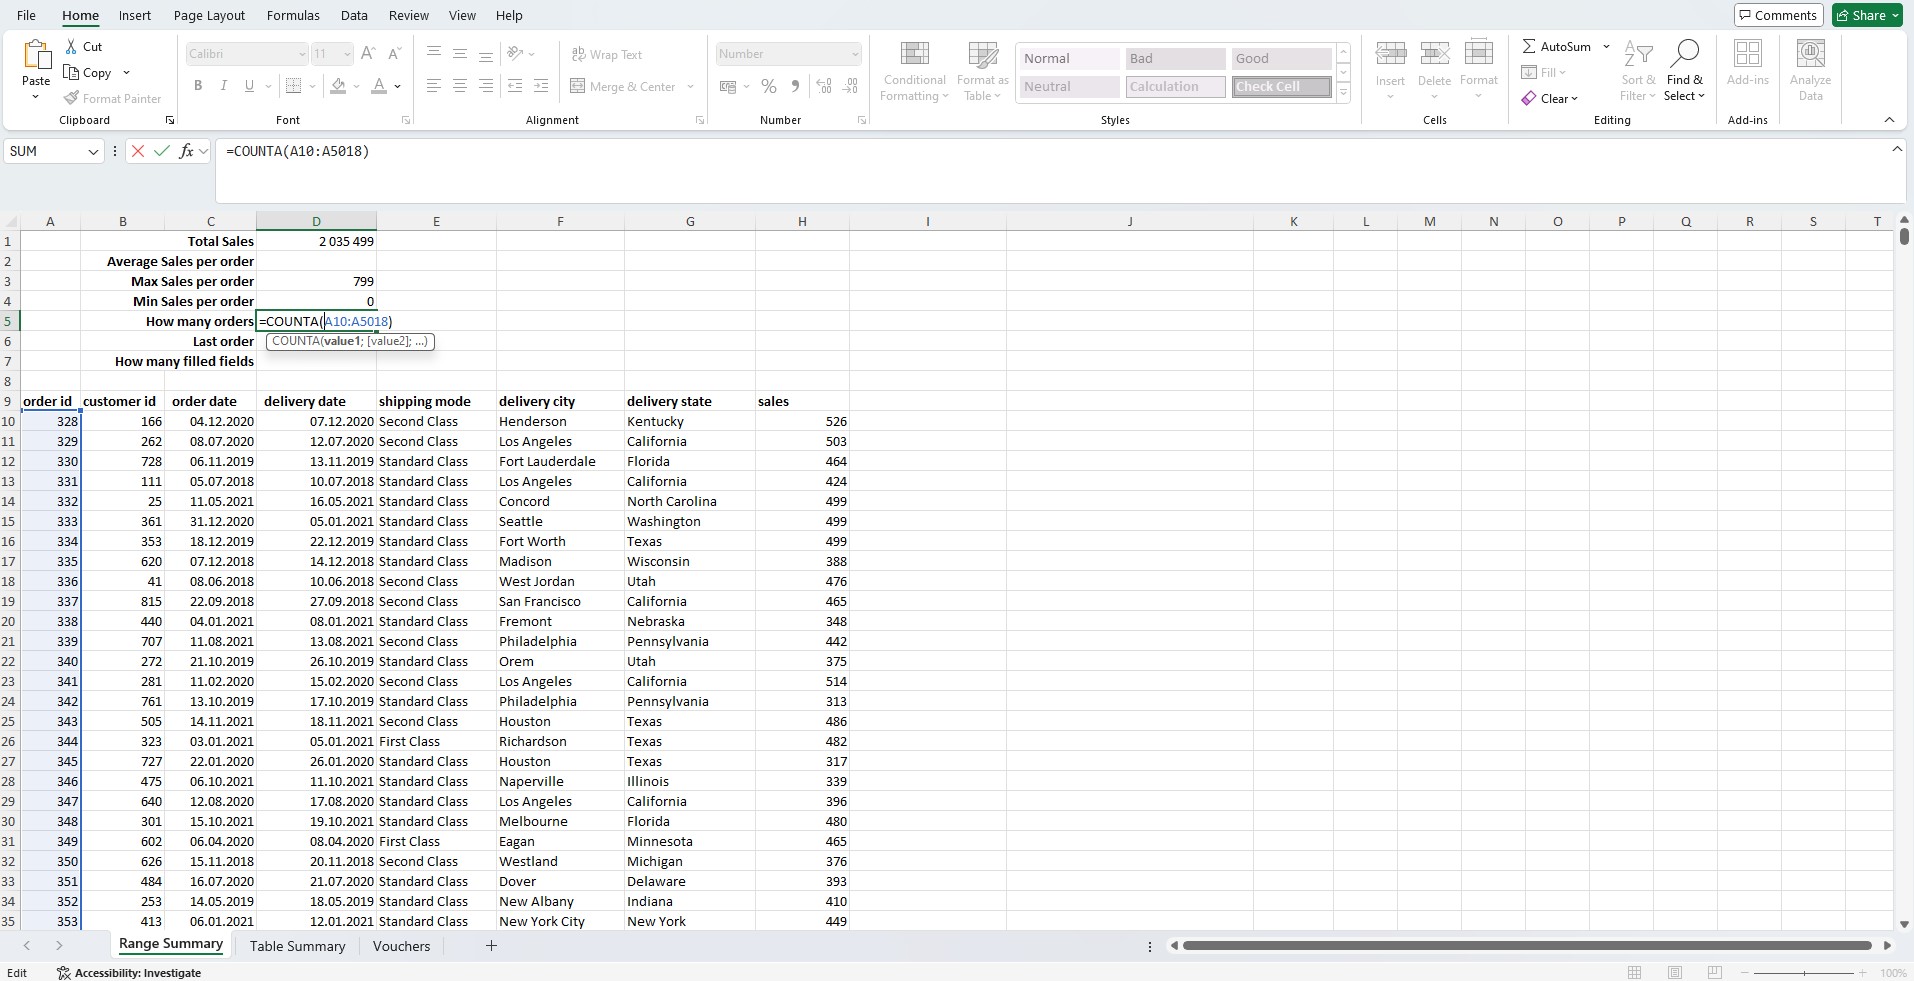 File Home Insert Page Layout Formulas Data Review View Help Comments Share
Paste Cut Copy Format Painter Clipboard
Calibri 11 B I U A Font
ab Wrap Text Merge & Center Alignment
Number % Number
Conditional Formatting Format as Table Normal Bad Good Neutral Calculation Check Cell Styles
Insert Delete Format Cells
AutoSum Fill Clear Sort & Filter Find & Select Editing
Add-ins Add-ins Analyze Data
SUM fx =COUNTA(A10:A5018)
A B C D E F G H I J K L M N O P Q R S T
1 Total Sales 2 035 499
2 Average Sales per order
3 Max Sales per order 799
4 Min Sales per order 0
5 How many orders =COUNTA(A10:A5018)
6 Last order COUNTA(value1; [value2]; ...)
7 How many filled fields
8
9 order id customer id order date delivery date shipping mode delivery city delivery state sales
10 328 166 04.12.2020 07.12.2020 Second Class Henderson Kentucky 526
11 329 262 08.07.2020 12.07.2020 Second Class Los Angeles California 503
12 330 728 06.11.2019 13.11.2019 Standard Class Fort Lauderdale Florida 464
13 331 111 05.07.2018 10.07.2018 Standard Class Los Angeles California 424
14 332 25 11.05.2021 16.05.2021 Standard Class Concord North Carolina 499
15 333 361 31.12.2020 05.01.2021 Standard Class Seattle Washington 499
16 334 353 18.12.2019 22.12.2019 Standard Class Fort Worth Texas 499
17 335 620 07.12.2018 14.12.2018 Standard Class Madison Wisconsin 388
18 336 41 08.06.2018 10.06.2018 Second Class West Jordan Utah 476
19 337 815 22.09.2018 27.09.2018 Second Class San Francisco California 465
20 338 440 04.01.2021 08.01.2021 Standard Class Fremont Nebraska 348
21 339 707 11.08.2021 13.08.2021 Second Class Philadelphia Pennsylvania 442
22 340 272 21.10.2019 26.10.2019 Standard Class Orem Utah 375
23 341 281 11.02.2020 15.02.2020 Second Class Los Angeles California 514
24 342 761 13.10.2019 17.10.2019 Standard Class Philadelphia Pennsylvania 313
25 343 505 14.11.2021 18.11.2021 Second Class Houston Texas 486
26 344 323 03.01.2021 05.01.2021 First Class Richardson Texas 482
27 345 727 22.01.2020 26.01.2020 Standard Class Houston Texas 317
28 346 475 06.10.2021 11.10.2021 Standard Class Naperville Illinois 339
29 347 640 12.08.2020 17.08.2020 Standard Class Los Angeles California 396
30 348 301 15.10.2021 19.10.2021 Standard Class Melbourne Florida 480
31 349 602 06.04.2020 08.04.2020 First Class Eagan Minnesota 465
32 350 626 15.11.2018 20.11.2018 Second Class Westland Michigan 376
33 351 484 16.07.2020 21.07.2020 Standard Class Dover Delaware 393
34 352 253 14.05.2019 18.05.2019 Standard Class New Albany Indiana 410
35 353 413 06.01.2021 12.01.2021 Standard Class New York City New York 449
Range Summary Table Summary Vouchers
Edit Accessibility: Investigate 100%